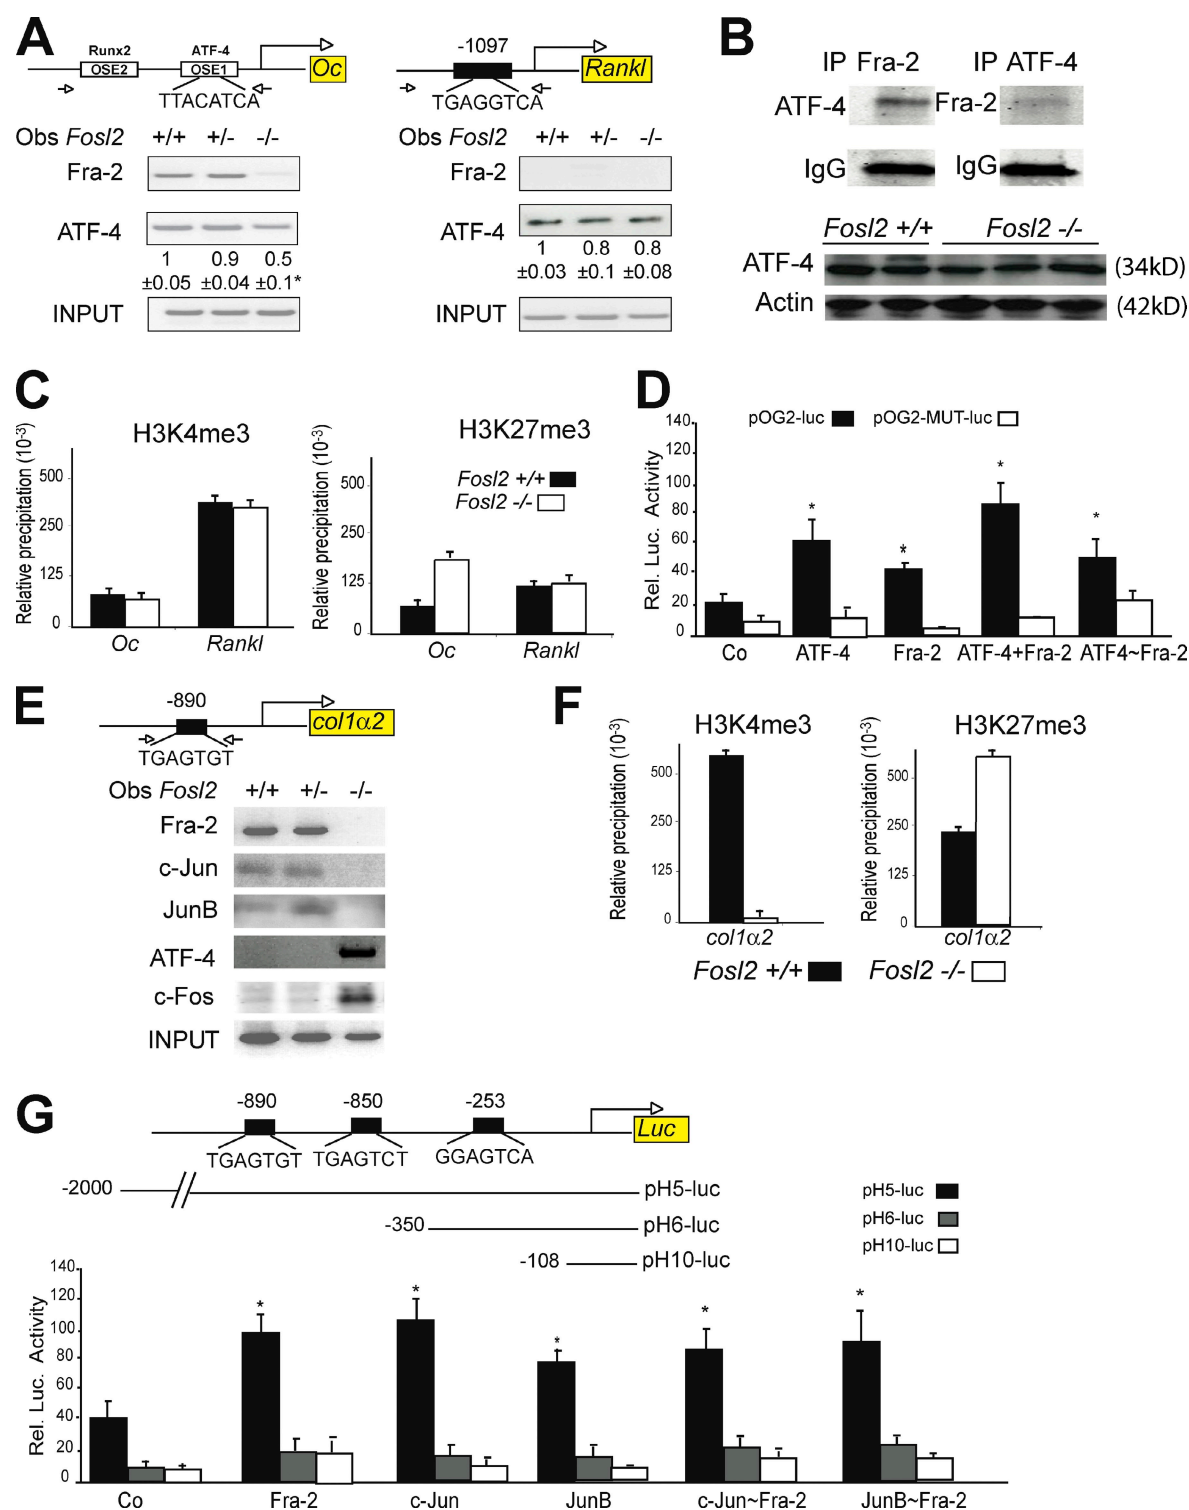 A
Runx2 ATF-4
OSE2 OSE1 Oc
TTACATCA
-1097
Rankl
TGAGGTCA
Obs Fosl2 +/+ +/- -/-
+/+ +/- -/-
Fra-2
Fra-2
ATF-4
1 0.9 0.5
±0.05 ±0.04 ±0.1*
ATF-4
1 0.8 0.8
±0.03 ±0.1 ±0.08
INPUT
INPUT
B
IP Fra-2 IP ATF-4
ATF-4 Fra-2
IgG IgG
Fosl2 +/+ Fosl2 -/-
ATF-4 (34kD)
Actin (42kD)
C
H3K4me3
Relative precipitation (10-3)
500
250
125
0
Oc Rankl
H3K27me3
Relative precipitation (10-3)
Fosl2 +/+
Fosl2 -/-
500
250
125
0
Oc Rankl
D
pOG2-luc pOG2-MUT-luc
Rel. Luc. Activity
140
120
100
80
60
40
20
0
* * * *
Co ATF-4 Fra-2 ATF-4+Fra-2 ATF4~Fra-2
E
-890
col1α2
TGAGTGT
Obs Fosl2 +/+ +/- -/-
Fra-2
c-Jun
JunB
ATF-4
c-Fos
INPUT
F
H3K4me3
Relative precipitation (10-3)
500
250
125
0
col1α2
H3K27me3
Relative precipitation (10-3)
500
250
125
0
col1α2
Fosl2 +/+ Fosl2 -/-
G
-890 -850 -253
Luc
TGAGTGT TGAGTCT GGAGTCA
-2000 pH5-luc
-350 pH6-luc
-108 pH10-luc
pH5-luc
pH6-luc
pH10-luc
Rel. Luc. Activity
140
120
100
80
60
40
20
0
* * * * *
Co Fra-2 c-Jun JunB c-Jun~Fra-2 JunB~Fra-2